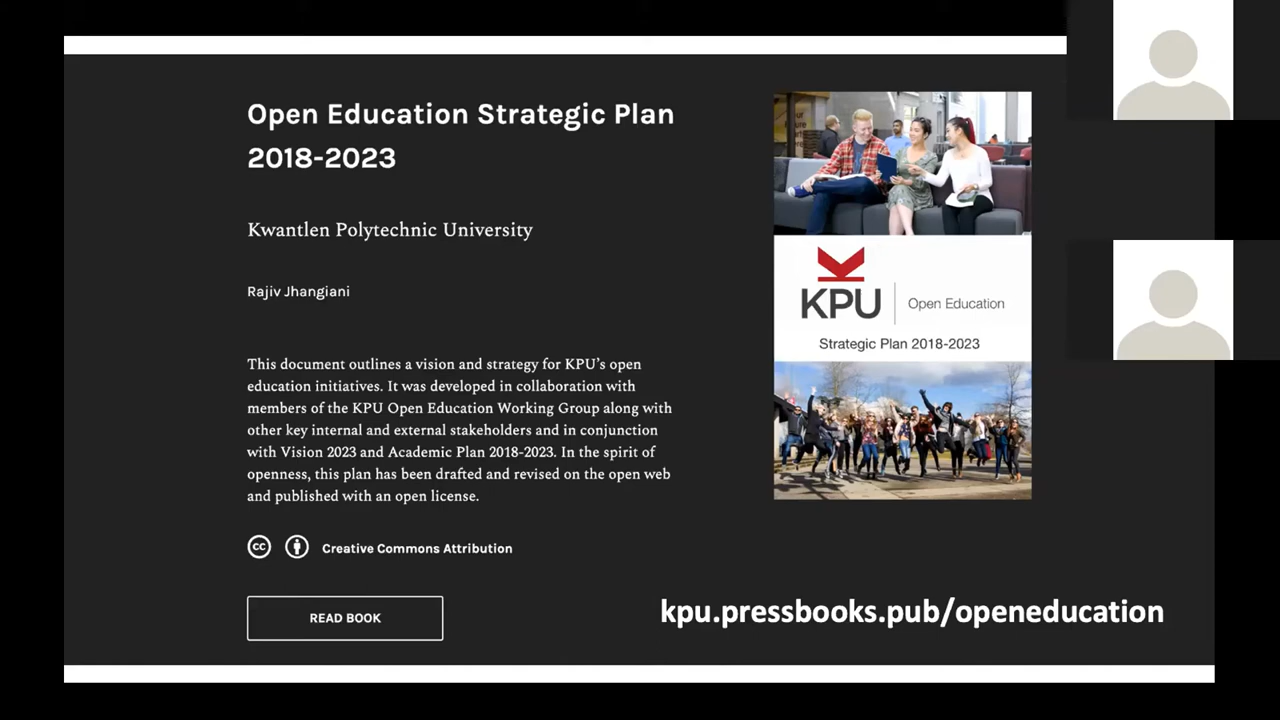 Open Education Strategic Plan
2018-2023
Kwantlen Polytechnic University
Rajiv Jhangiani
This document outlines a vision and strategy for KPU's open
education initiatives. It was developed in collaboration with
members of the KPU Open Education Working Group along with
other key internal and external stakeholders and in conjunction
with Vision 2023 and Academic Plan 2018-2023. In the spirit of
openness, this plan has been drafted and revised on the open web
and published with an open license.
cc Creative Commons Attribution
READ BOOK
KPU Open Education
Strategic Plan 2018-2023
kpu.pressbooks.pub/openeducation